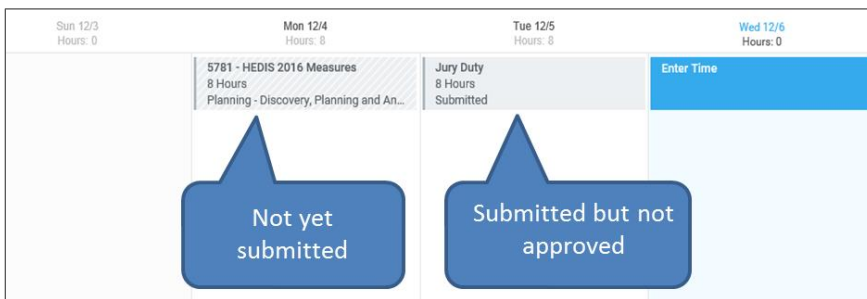 Sun 12/3
Hours: 0
Mon 12/4
Hours: 8
Tue 12/5
Hours: 8
Wed 12/6
Hours: 0
5781 - HEDIS 2016 Measures
8 Hours
Planning - Discovery, Planning and An...
Jury Duty
8 Hours
Submitted
Enter Time
Not yet
submitted
Submitted but not
approved